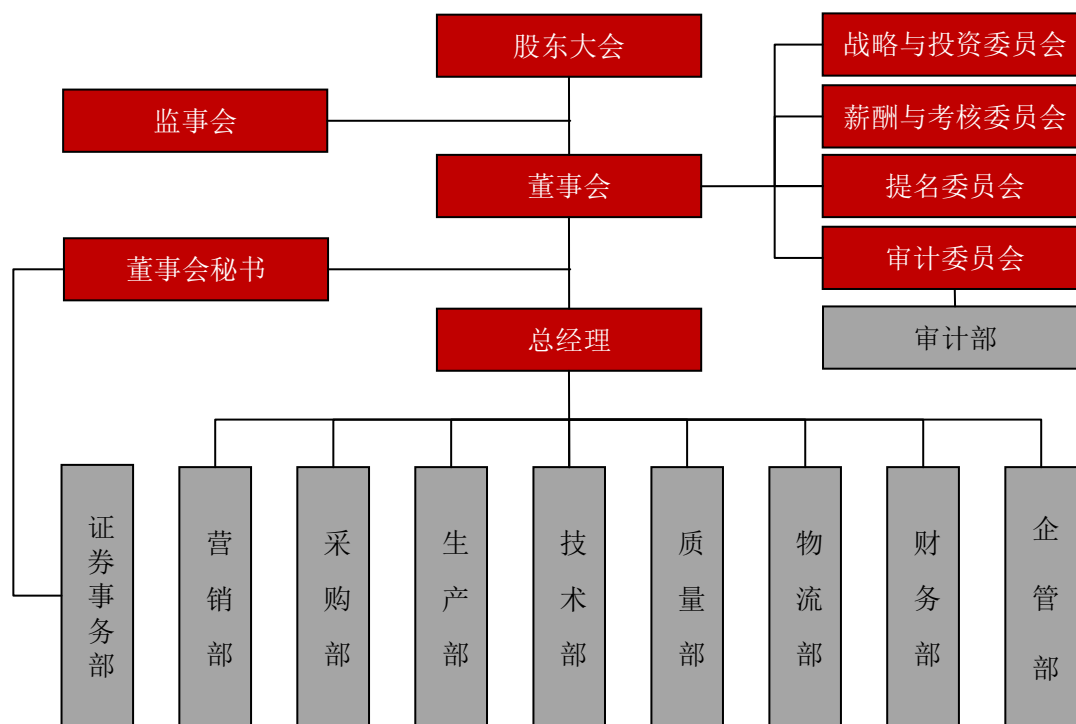 股东大会
战略与投资委员会
监事会
薪酬与考核委员会
董事会
提名委员会
董事会秘书
审计委员会
总经理
审计部
证券事务部
营销部
采购部
生产部
技术部
质量部
物流部
财务部
企管部